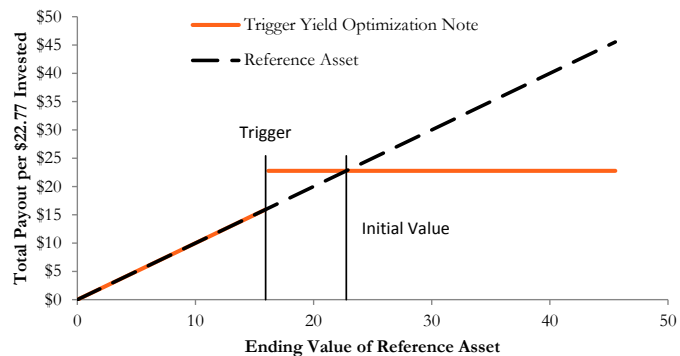 $50
$45
$40
$35
$30
$25
$20
$15
$10
$5
$0
Total Payout per $22.77 Invested
Trigger Yield Optimization Note
Reference Asset
Trigger
Initial Value
0 10 20 30 40 50
Ending Value of Reference Asset